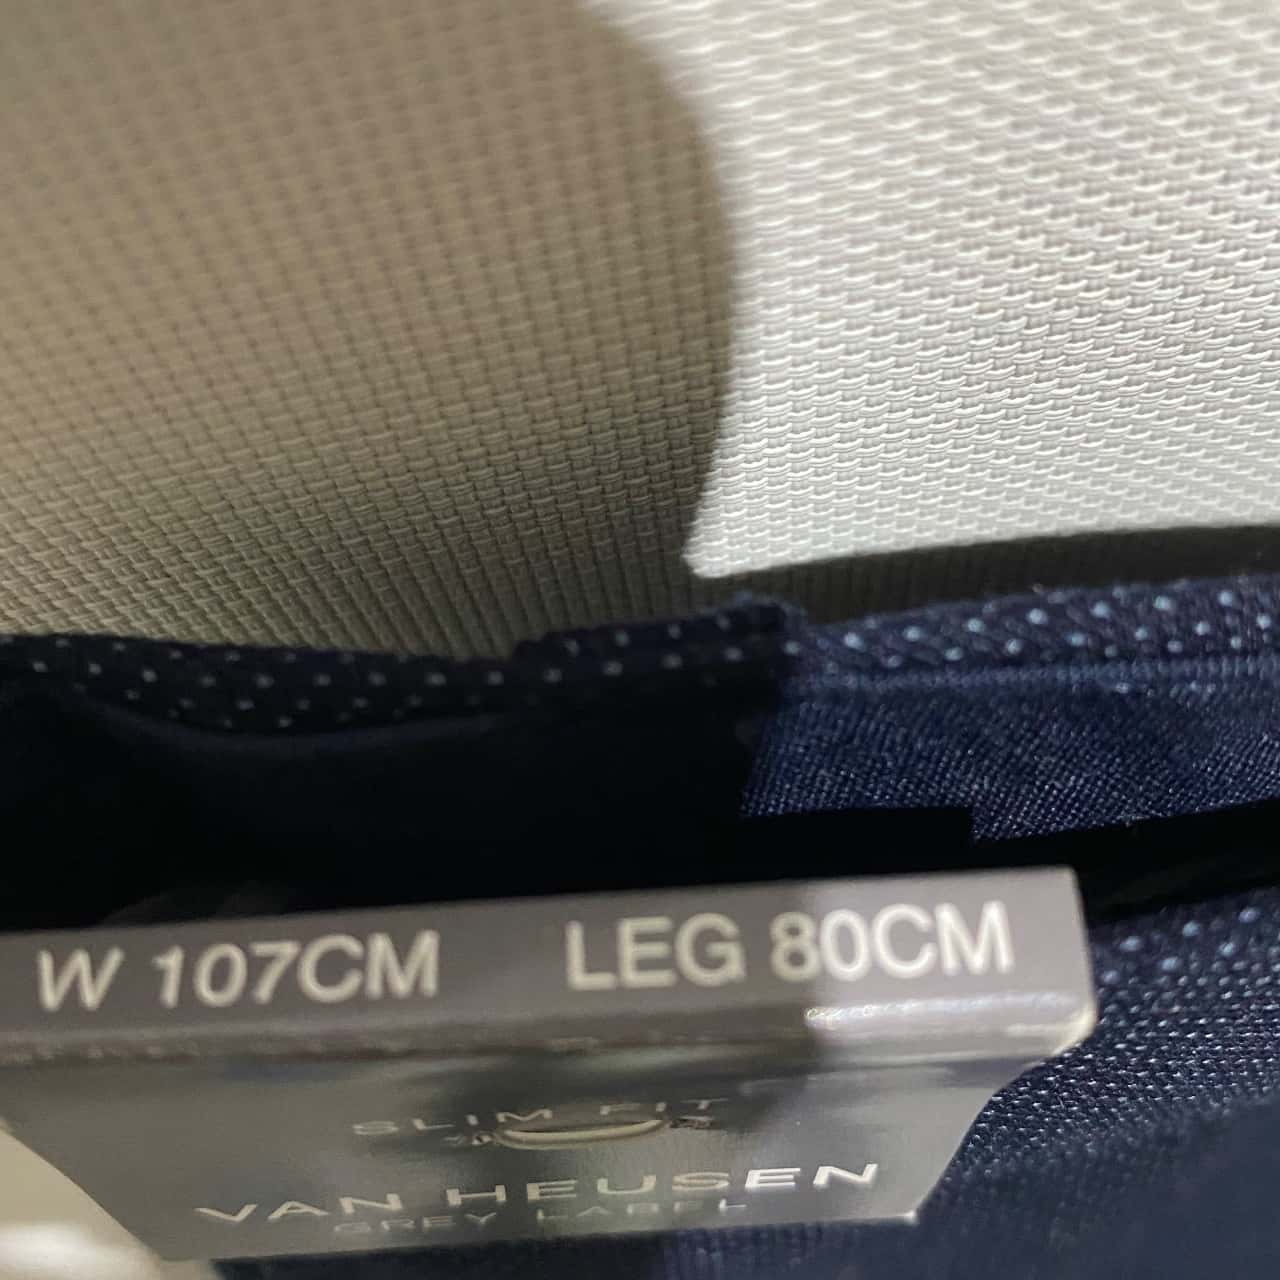 W 107CM LEG 80CM
SLIM FIT
VAN HEUSEN
GREY LABEL